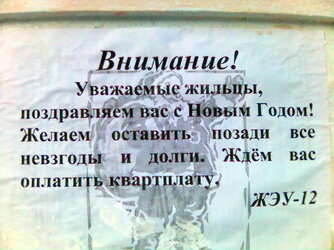 Внимание!
Уважаемые жильцы,
поздравляем вас с Новым Годом!
Желаем оставить позади все
невзгоды и долги. Ждём вас
оплатить квартплату.
ЖЭУ-12